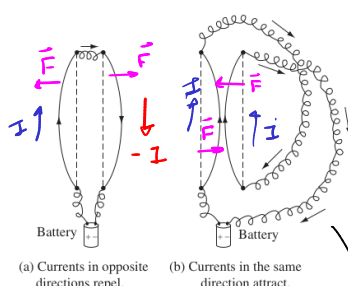 F⃗ F⃗ F⃗
I I I
- I F⃗
Battery + - + - Battery
(a) Currents in opposite (b) Currents in the same
directions repel. direction attract.